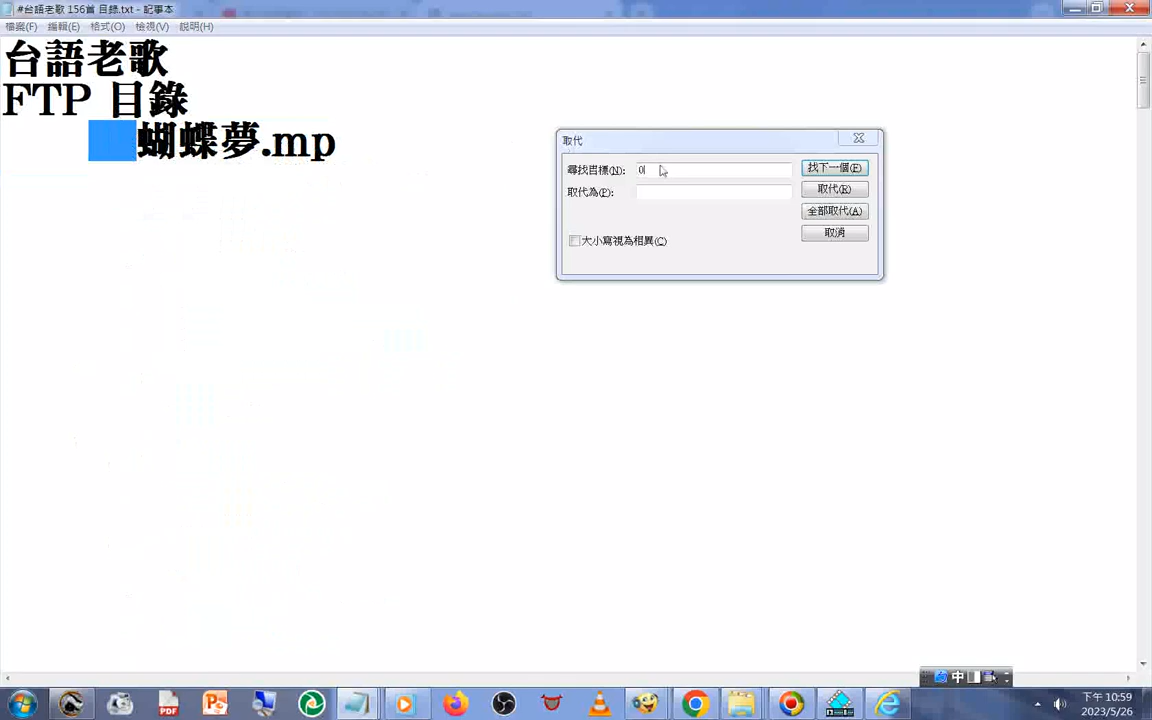 #台語老歌 156首 目錄.txt - 記事本
檔案(F) 編輯(E) 格式(O) 檢視(V) 說明(H)
台語老歌
FTP 目錄
蝴蝶夢.mp
取代
尋找目標(N): 0
找下一個(F)
取代為(P):
取代(R)
全部取代(A)
取消
大小寫視為相異(C)
中
PDF
下午 10:59
2023/5/26